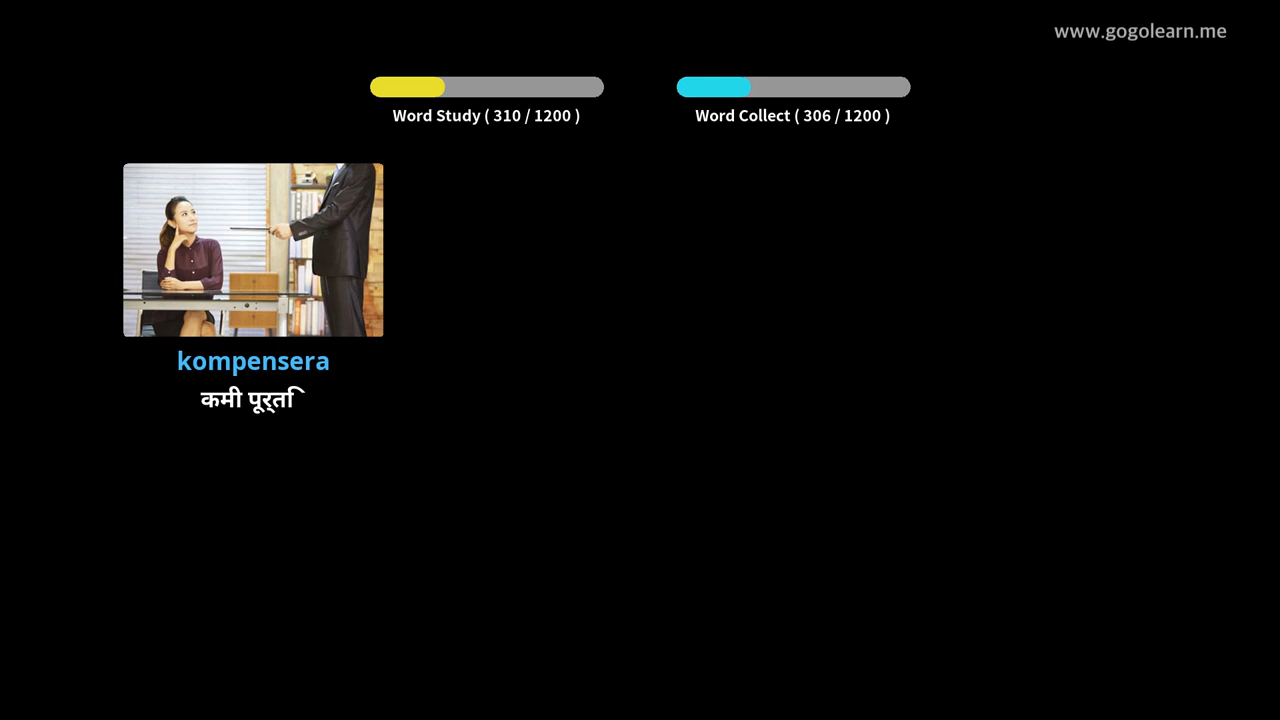 www.gogolearn.me
Word Study ( 310 / 1200 )
Word Collect ( 306 / 1200 )
kompensera
कमी पूर्ति